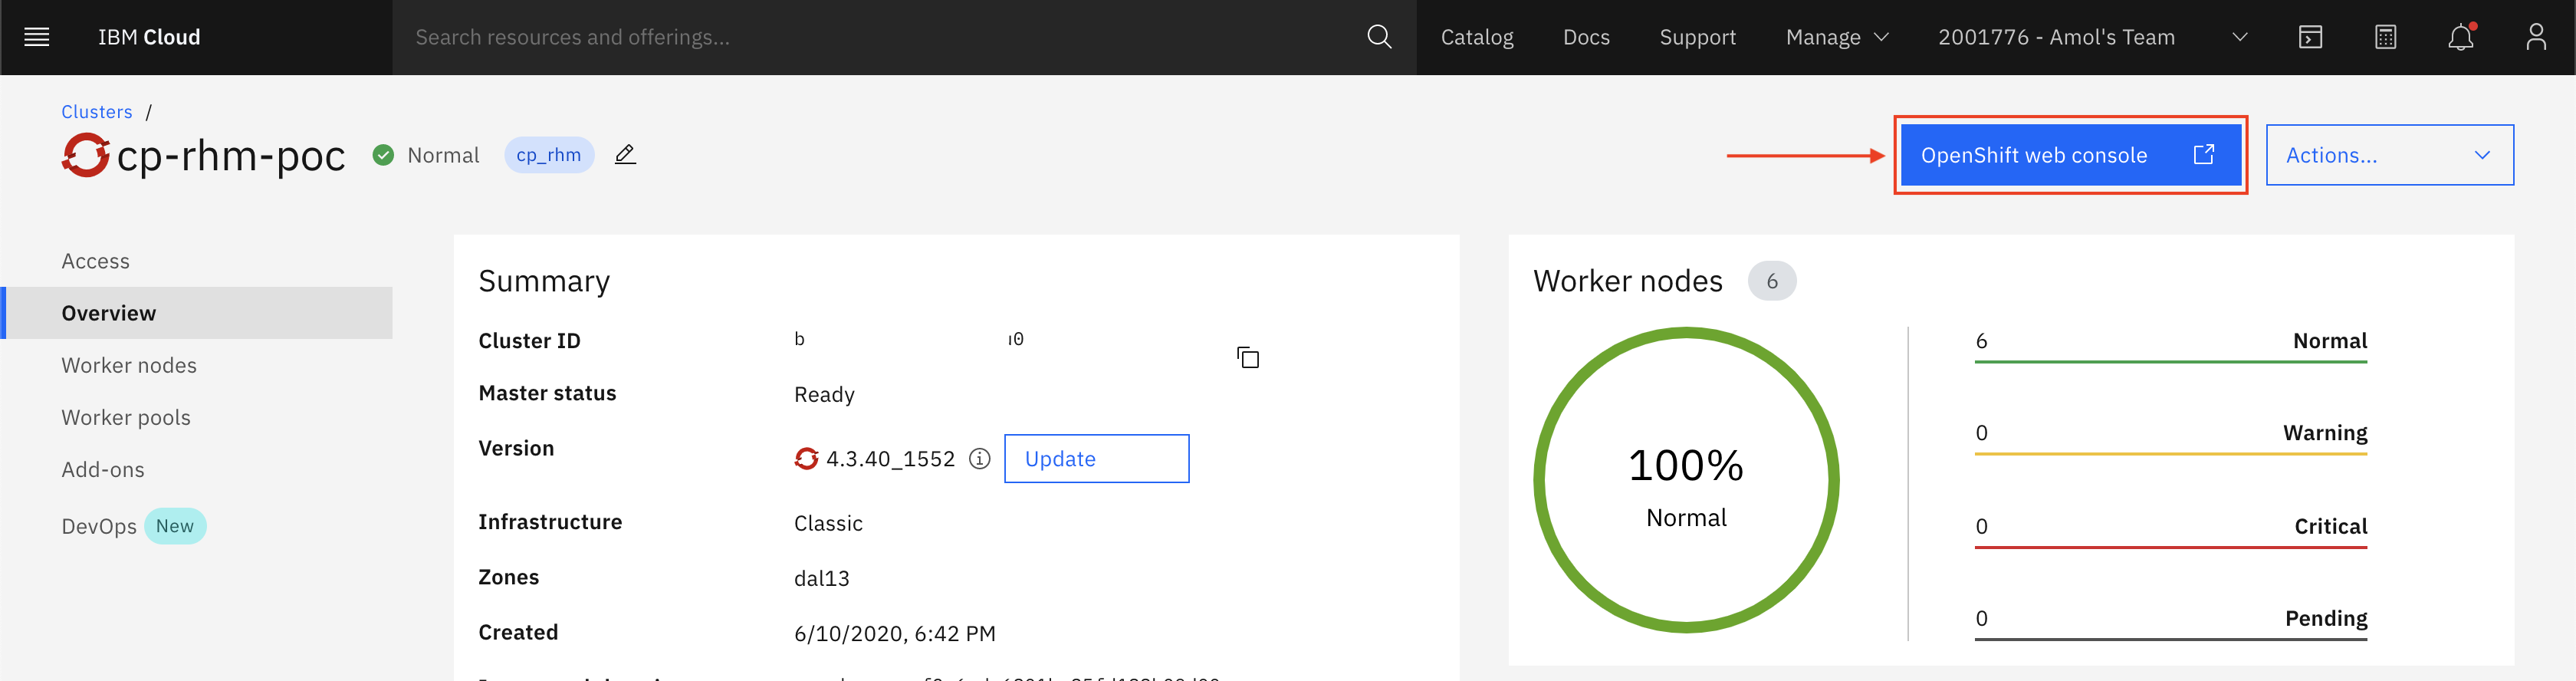 IBM Cloud
Search resources and offerings...
Catalog
Docs
Support
Manage
2001776 - Amol's Team
Clusters /
cp-rhm-poc
Normal
cp_rhm
OpenShift web console
Actions...
Access
Overview
Worker nodes
Worker pools
Add-ons
DevOps New
Summary
Cluster ID b
Master status Ready
Version 4.3.40_1552 Update
Infrastructure Classic
Zones dal13
Created 6/10/2020, 6:42 PM
Worker nodes 6
100%
Normal
6 Normal
0 Warning
0 Critical
0 Pending